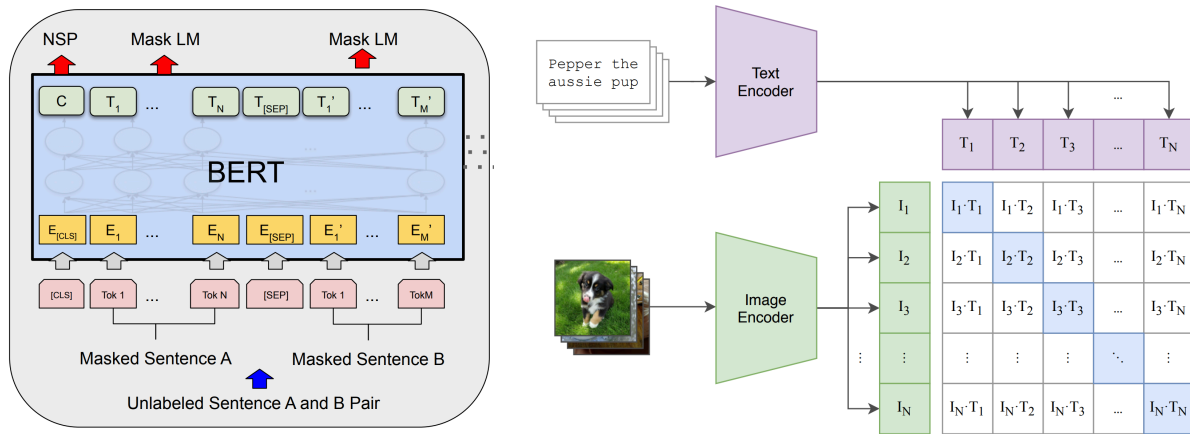 NSP Mask LM Mask LM
C T1 ... TN T[SEP] T1' ... TM'
...
...
BERT
E[CLS] E1 ... EN E[SEP] E1' ... EM'
[CLS] Tok 1 ... Tok N [SEP] Tok 1 ... TokM
Masked Sentence A Masked Sentence B
Unlabeled Sentence A and B Pair
Pepper the
aussie pup
Text
Encoder
...
T1 T2 T3 ... TN
Image
Encoder
I1 I1·T1 I1·T2 I1·T3 ... I1·TN
I2 I2·T1 I2·T2 I2·T3 ... I2·TN
I3 I3·T1 I3·T2 I3·T3 ... I3·TN
⋮ ⋮ ⋮ ⋮ ⋮ ⋱ ⋮
IN IN·T1 IN·T2 IN·T3 ... IN·TN